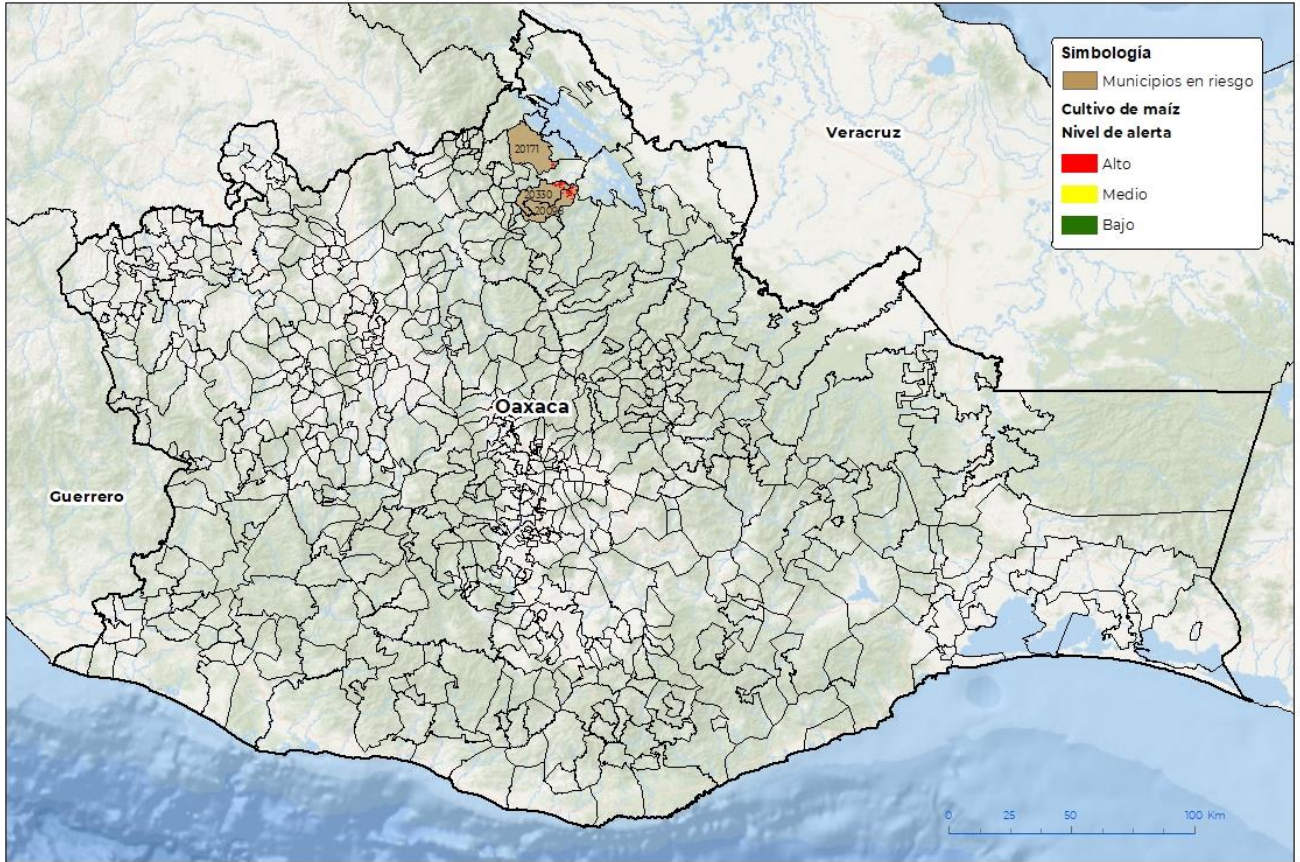 Simbología
Municipios en riesgo
Cultivo de maíz
Nivel de alerta
Alto
Medio
Bajo
Veracruz
20171
20330
Oaxaca
Guerrero
0 25 50 100 Km